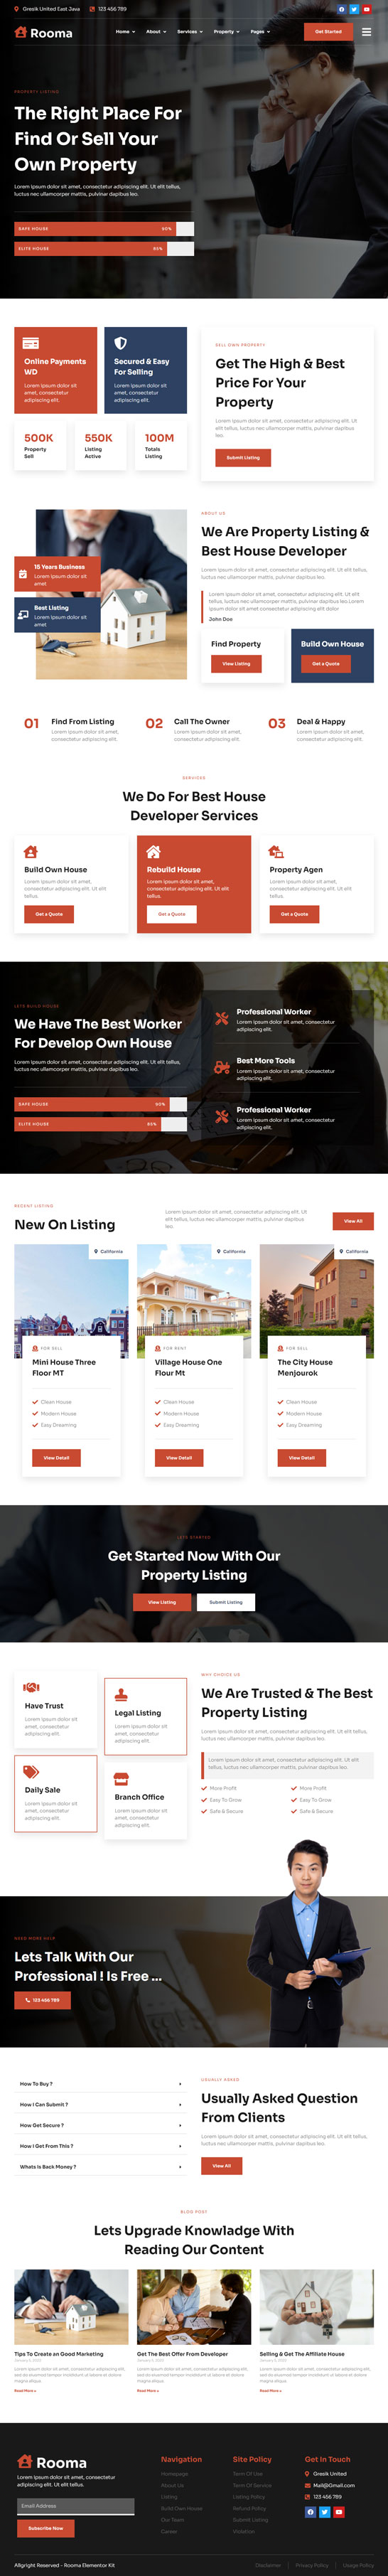 Gresik United East Java
123 456 789
Rooma
Home
About
Services
Property
Pages
Get Started
PROPERTY LISTING
The Right Place For
Find Or Sell Your
Own Property
Lorem ipsum dolor sit amet, consectetur adipiscing elit. Ut elit tellus,
luctus nec ullamcorper mattis, pulvinar dapibus leo.
SAFE HOUSE
90%
ELITE HOUSE
85%
Online Payments
WD
Lorem ipsum dolor sit
amet, consectetur
adipiscing elit.
Secured & Easy
For Selling
Lorem ipsum dolor sit
amet, consectetur
adipiscing elit.
500K
Property
Sell
550K
Listing
Active
100M
Totals
Listing
SELL OWN PROPERTY
Get The High & Best
Price For Your
Property
Lorem ipsum dolor sit amet, consectetur adipiscing elit. Ut
elit tellus, luctus nec ullamcorper mattis, pulvinar dapibus
leo.
Submit Listing
15 Years Business
Lorem ipsum dolor sit
amet
Best Listing
Lorem ipsum dolor sit
amet
ABOUT US
We Are Property Listing &
Best House Developer
Lorem ipsum dolor sit amet, consectetur adipiscing elit. Ut elit tellus,
luctus nec ullamcorper mattis, pulvinar dapibus leo.
Lorem ipsum dolor sit amet, consectetur adipiscing elit. Ut elit
tellus, luctus nec ullamcorper mattis, pulvinar dapibus leo Lorem
ipsum dolor sit amet consectetur adipiscing elit dolor
John Doe
Find Property
View Listing
Build Own House
Get a Quote
01
Find From Listing
Lorem ipsum dolor sit amet,
consectetur adipiscing elit.
02
Call The Owner
Lorem ipsum dolor sit amet,
consectetur adipiscing elit.
03
Deal & Happy
Lorem ipsum dolor sit amet,
consectetur adipiscing elit.
SERVICES
We Do For Best House
Developer Services
Build Own House
Lorem ipsum dolor sit amet,
consectetur adipiscing elit. Ut elit
tellus.
Get a Quote
Rebuild House
Lorem ipsum dolor sit amet,
consectetur adipiscing elit. Ut elit
tellus.
Get a Quote
Property Agen
Lorem ipsum dolor sit amet,
consectetur adipiscing elit. Ut elit
tellus.
Get a Quote
LETS BUILD HOUSE
We Have The Best Worker
For Develop Own House
Lorem ipsum dolor sit amet, consectetur adipiscing elit. Ut elit tellus,
luctus nec ullamcorper mattis, pulvinar dapibus leo.
SAFE HOUSE
90%
ELITE HOUSE
85%
Professional Worker
Lorem ipsum dolor sit amet, consectetur
adipiscing elit.
Best More Tools
Lorem ipsum dolor sit amet, consectetur
adipiscing elit.
Professional Worker
Lorem ipsum dolor sit amet, consectetur
adipiscing elit.
RECENT LISTING
New On Listing
Lorem ipsum dolor sit amet, consectetur adipiscing elit. Ut
elit tellus, luctus nec ullamcorper mattis, pulvinar dapibus
leo.
View All
California
FOR SELL
Mini House Three
Floor MT
Clean House
Modern House
Easy Dreaming
View Detail
California
FOR RENT
Village House One
Flour Mt
Clean House
Modern House
Easy Dreaming
View Detail
California
FOR SELL
The City House
Menjourok
Clean House
Modern House
Easy Dreaming
View Detail
LETS STARTED
Get Started Now With Our
Property Listing
View Listing
Submit Listing
Have Trust
Lorem ipsum dolor sit
amet, consectetur
adipiscing elit.
Legal Listing
Lorem ipsum dolor sit
amet, consectetur
adipiscing elit.
Daily Sale
Lorem ipsum dolor sit
amet, consectetur
adipiscing elit.
Branch Office
Lorem ipsum dolor sit
amet, consectetur
adipiscing elit.
WHY CHOICE US
We Are Trusted & The Best
Property Listing
Lorem ipsum dolor sit amet, consectetur adipiscing elit. Ut elit tellus,
luctus nec ullamcorper mattis, pulvinar dapibus leo.
Lorem ipsum dolor sit amet, consectetur adipiscing elit. Ut elit
tellus, luctus nec ullamcorper mattis, pulvinar dapibus leo.
More Profit
Easy To Grow
Safe & Secure
More Profit
Easy To Grow
Safe & Secure
NEED MORE HELP
Lets Talk With Our
Professional ! Is Free ...
123 456 789
How To Buy ?
How I Can Submit ?
How Get Secure ?
How I Get From This ?
Whats Is Back Money ?
USUALLY ASKED
Usually Asked Question
From Clients
Lorem ipsum dolor sit amet, consectetur adipiscing elit. Ut elit tellus,
luctus nec ullamcorper mattis, pulvinar dapibus leo.
View All
BLOG POST
Lets Upgrade Knowladge With
Reading Our Content
Tips To Create an Good Marketing
Lorem ipsum dolor sit amet, consectetur adipiscing elit,
sed do eiusmod tempor incididunt ut labore et dolore
magna aliqua.
Read More »
Get The Best Offer From Developer
Lorem ipsum dolor sit amet, consectetur adipiscing elit,
sed do eiusmod tempor incididunt ut labore et dolore
magna aliqua.
Read More »
Selling & Get The Affiliate House
Lorem ipsum dolor sit amet, consectetur adipiscing elit,
sed do eiusmod tempor incididunt ut labore et dolore
magna aliqua.
Read More »
Rooma
Lorem ipsum dolor sit amet, consectetur
adipiscing elit. Ut elit tellus.
Email Address
Subscribe Now
Navigation
Homepage
About Us
Listing
Build Own House
Our Team
Career
Site Policy
Term Of Use
Term Of Service
Listing Policy
Refund Policy
Submit Listing
Violation
Get In Touch
Gresik United
Mail@Gmail.com
123 456 789
Allgright Reserved - Rooma Elementor Kit
Disclaimer
Privacy Policy
Usage Policy